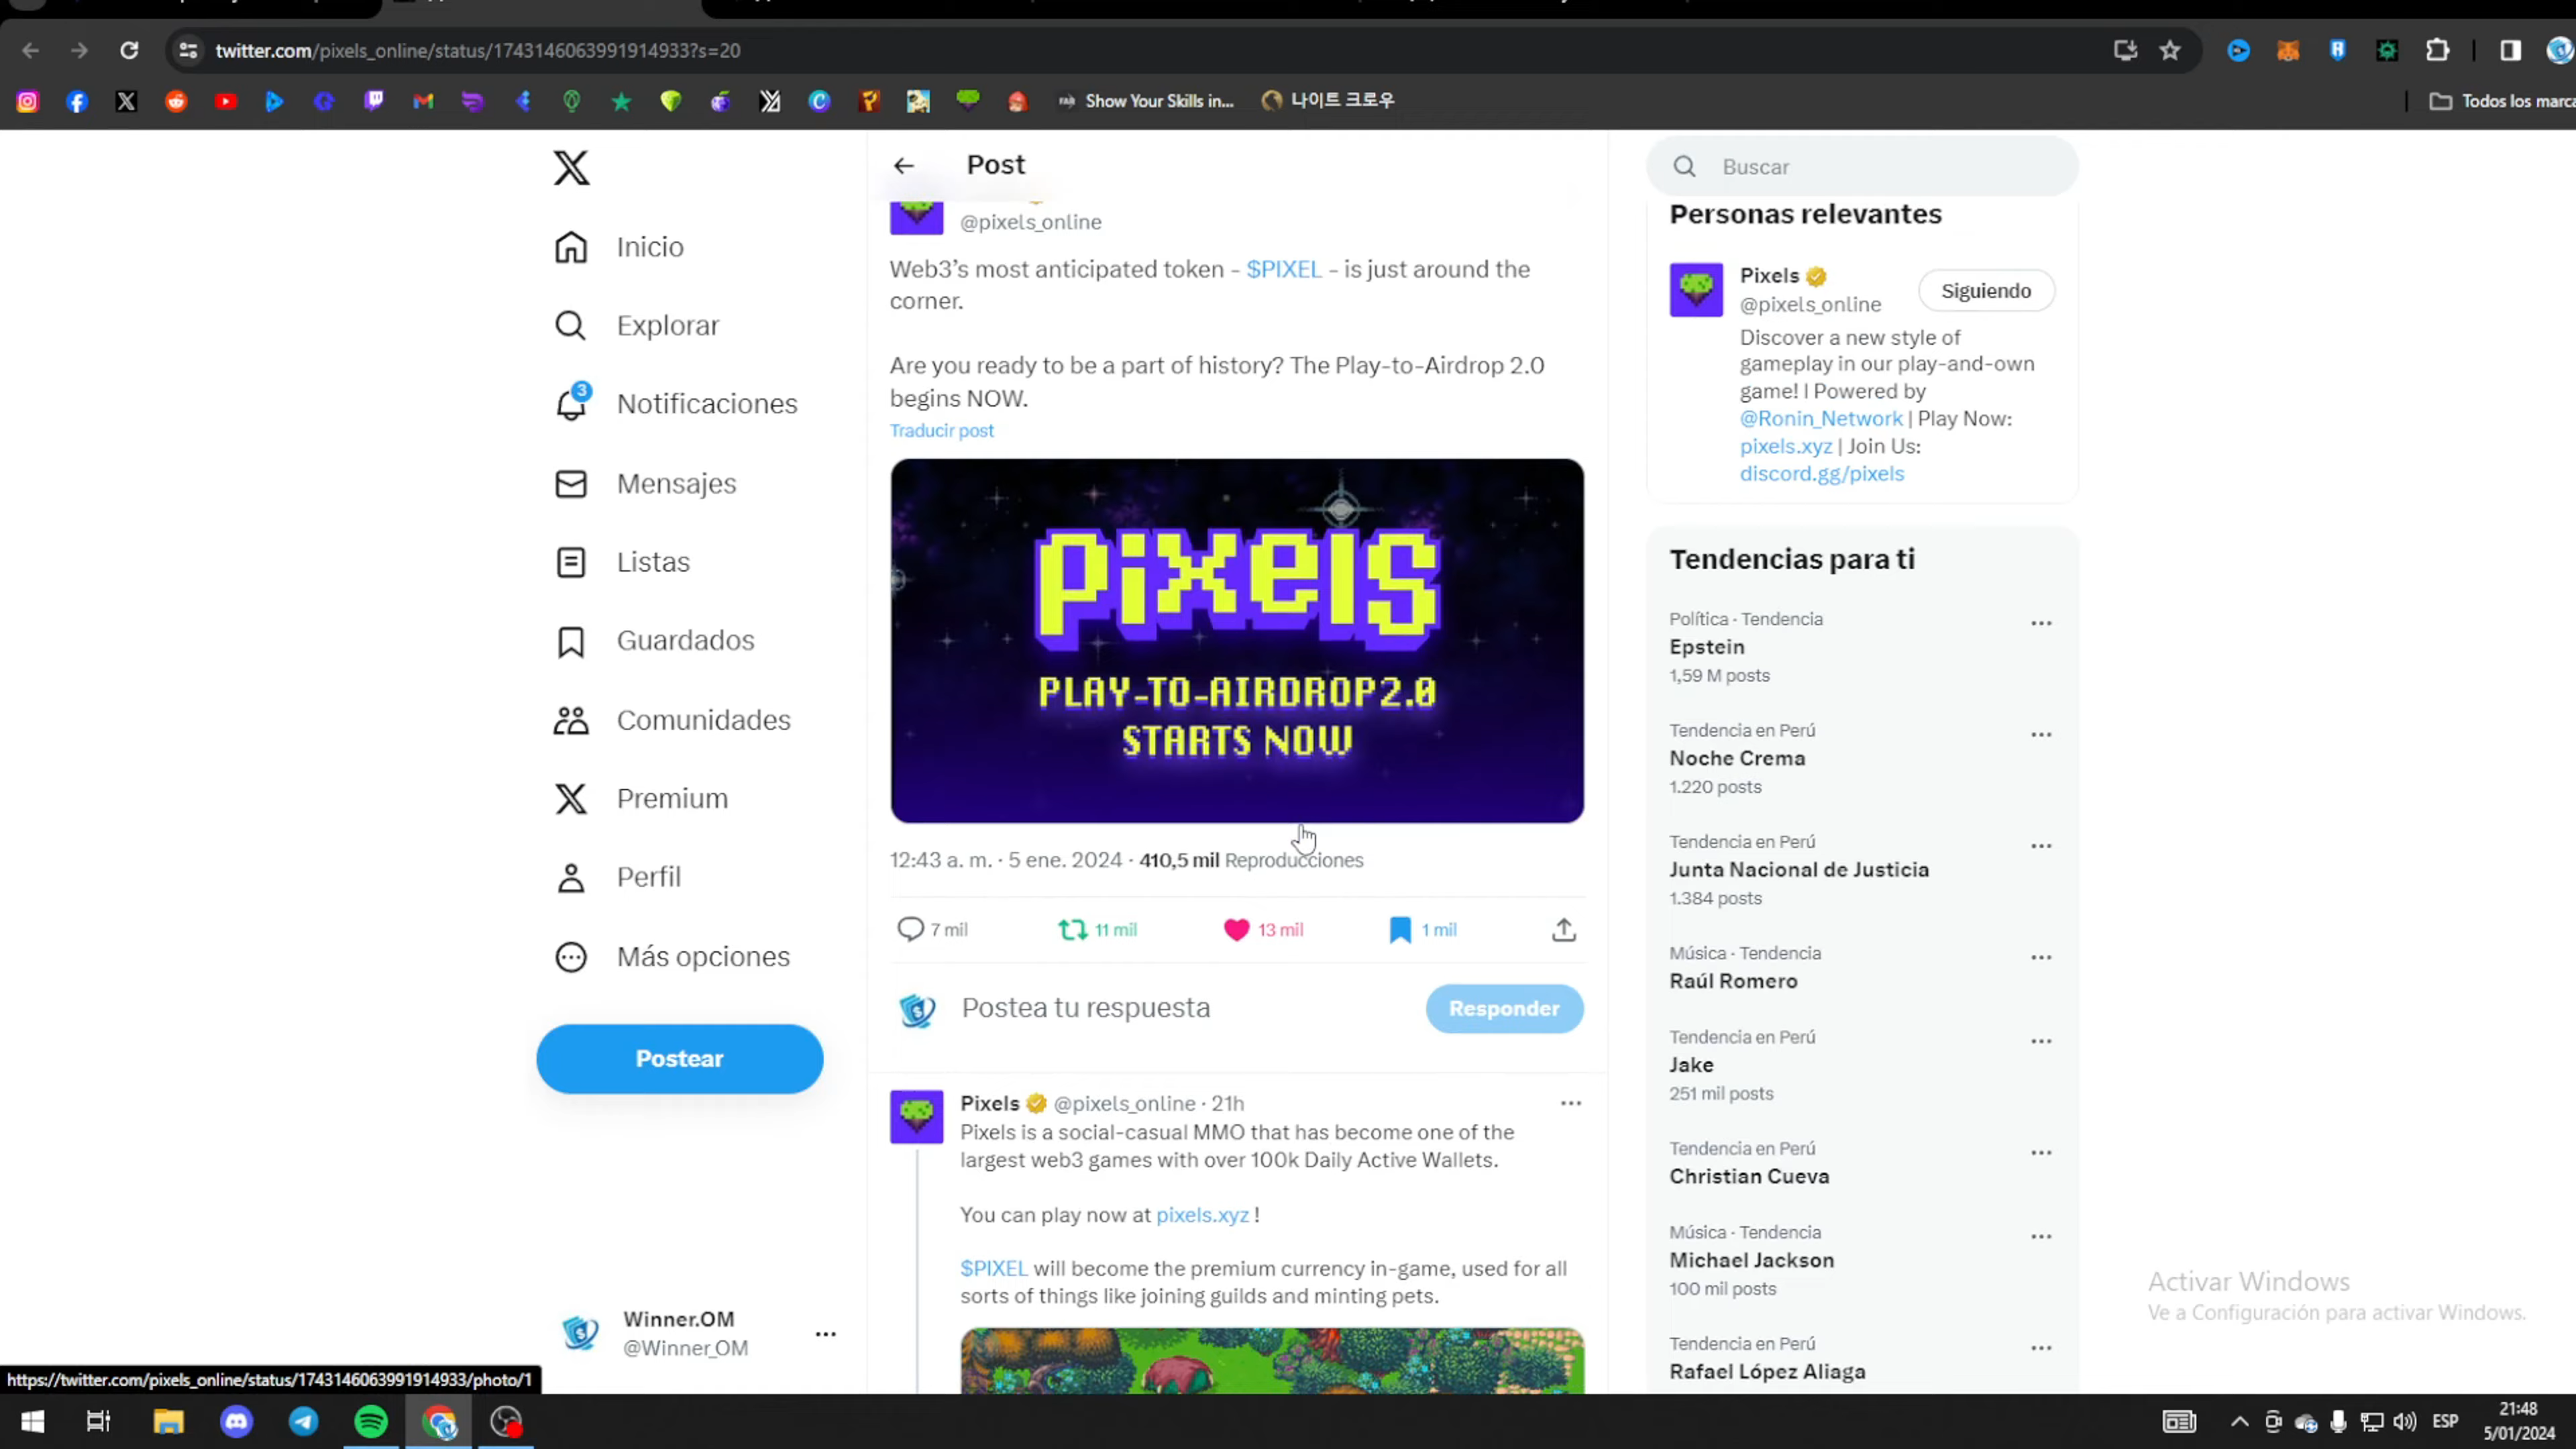 twitter.com/pixels_online/status/1743146063991914933?s=20
Show Your Skills in...
나이트 크로우
Todos los marca
Post
Buscar
Inicio
Explorar
3
Notificaciones
Mensajes
Listas
Guardados
Comunidades
Premium
Perfil
Más opciones
Postear
Winner.OM
@Winner_OM
@pixels_online
Web3’s most anticipated token - $PIXEL - is just around the
corner.
Are you ready to be a part of history? The Play-to-Airdrop 2.0
begins NOW.
Traducir post
pixels
PLAY-TO-AIRDROP2.0
STARTS NOW
12:43 a. m. · 5 ene. 2024 · 410,5 mil Reproducciones
7 mil 11 mil 13 mil 1 mil
Postea tu respuesta
Responder
Pixels @pixels_online · 21h
Pixels is a social-casual MMO that has become one of the
largest web3 games with over 100k Daily Active Wallets.
You can play now at pixels.xyz !
$PIXEL will become the premium currency in-game, used for all
sorts of things like joining guilds and minting pets.
Personas relevantes
Pixels
@pixels_online
Siguiendo
Discover a new style of
gameplay in our play-and-own
game! | Powered by
@Ronin_Network | Play Now:
pixels.xyz | Join Us:
discord.gg/pixels
Tendencias para ti
Política · Tendencia
Epstein
1,59 M posts
Tendencia en Perú
Noche Crema
1.220 posts
Tendencia en Perú
Junta Nacional de Justicia
1.384 posts
Música · Tendencia
Raúl Romero
Tendencia en Perú
Jake
251 mil posts
Tendencia en Perú
Christian Cueva
Música · Tendencia
Michael Jackson
100 mil posts
Tendencia en Perú
Rafael López Aliaga
Activar Windows
Ve a Configuración para activar Windows.
https://twitter.com/pixels_online/status/1743146063991914933/photo/1
ESP
21:48
5/01/2024